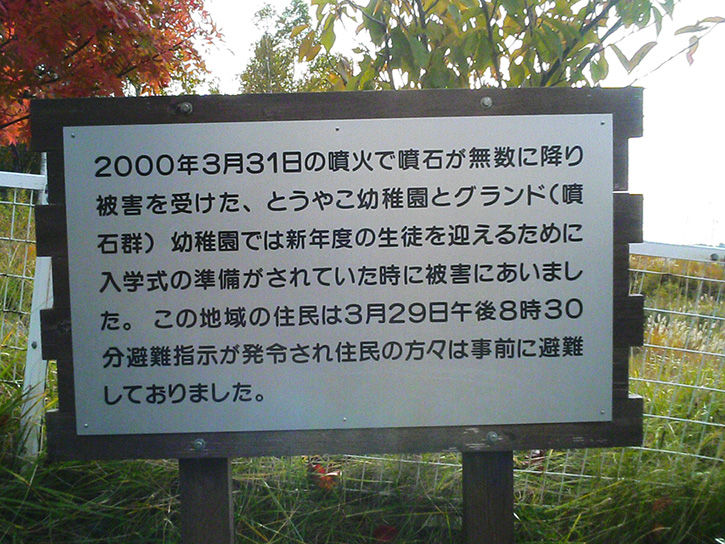 2000年3月31日の噴火で噴石が無数に降り
被害を受けた、とうやこ幼稚園とグランド（噴
石群） 幼稚園では新年度の生徒を迎えるために
入学式の準備がされていた時に被害にあいまし
た。 この地域の住民は3月29日午後8時30
分避難指示が発令され住民の方々は事前に避難
しておりました。